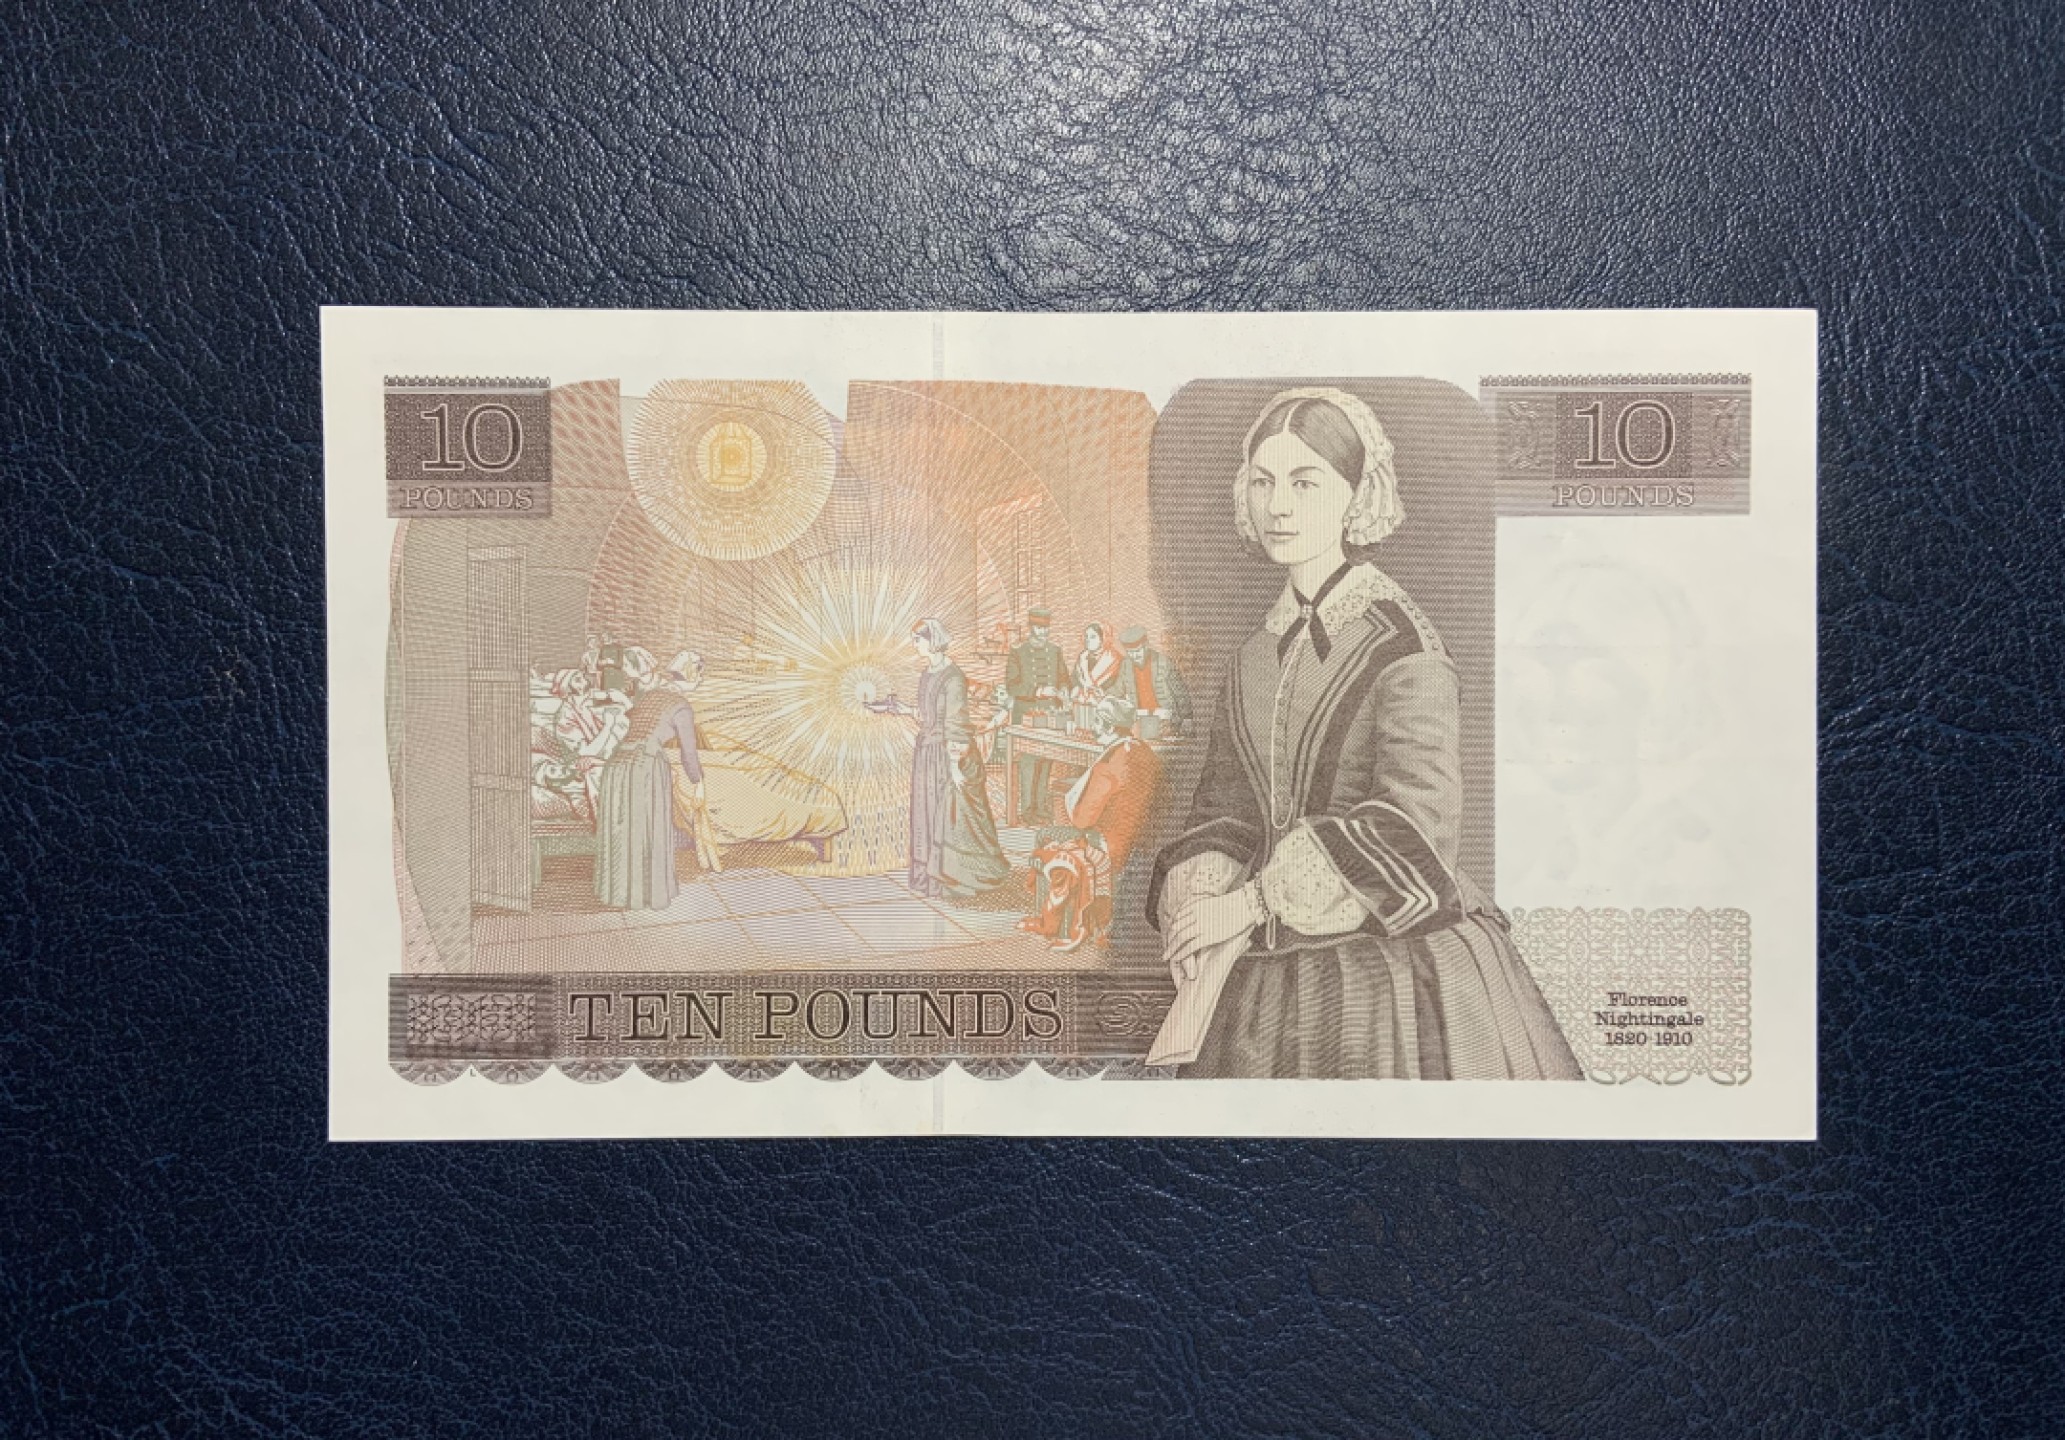 10
POUNDS
10
POUNDS
TEN POUNDS
Florence
Nightingale
1820 1910
L